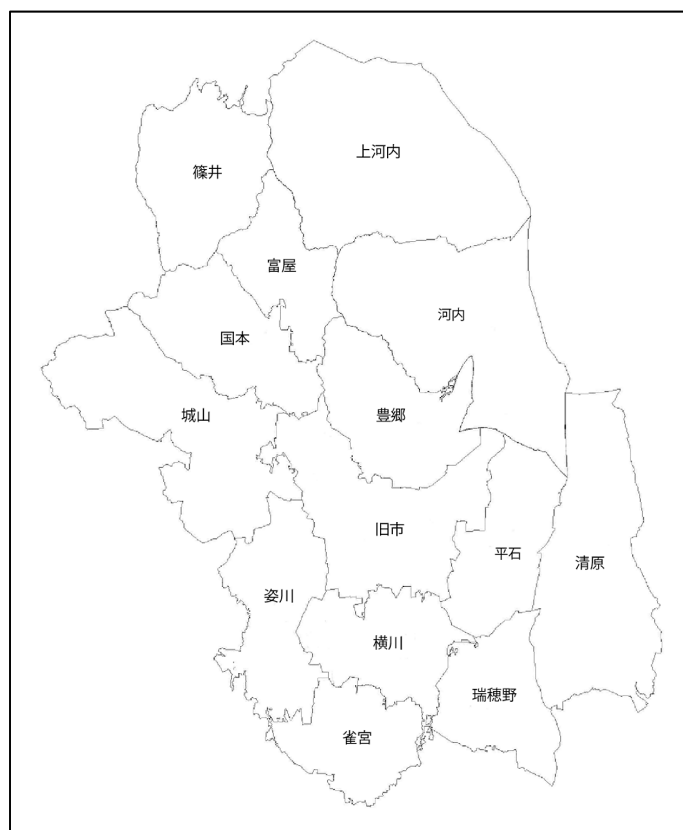 上河内
篠井
富屋
河内
国本
城山
豊郷
旧市
平石
清原
姿川
横川
瑞穂野
雀宮